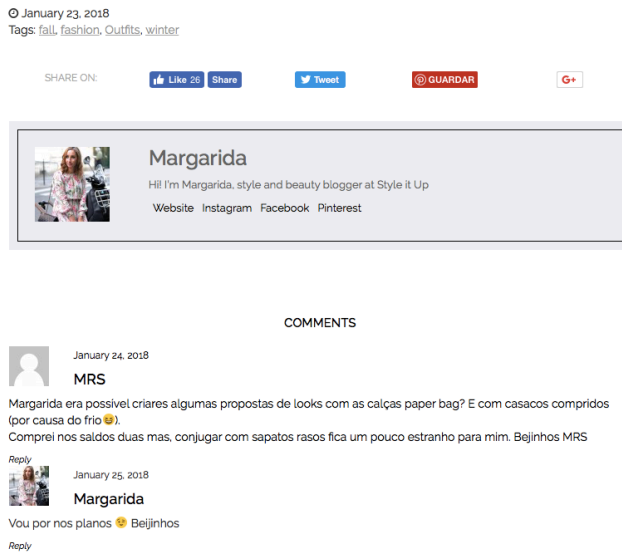 January 23, 2018
Tags: fall, fashion, Outfits, winter
SHARE ON: Like 26 Share Tweet GUARDAR G+
Margarida
Hi! I'm Margarida, style and beauty blogger at Style it Up
Website Instagram Facebook Pinterest
COMMENTS
January 24, 2018
MRS
Margarida era possivel criares algumas propostas de looks com as calças paper bag? E com casacos compridos
(por causa do frio😆).
Comprei nos saldos duas mas, conjugar com sapatos rasos fica um pouco estranho para mim. Bejinhos MRS
Reply
January 25, 2018
Margarida
Vou por nos planos 😉 Beijinhos
Reply